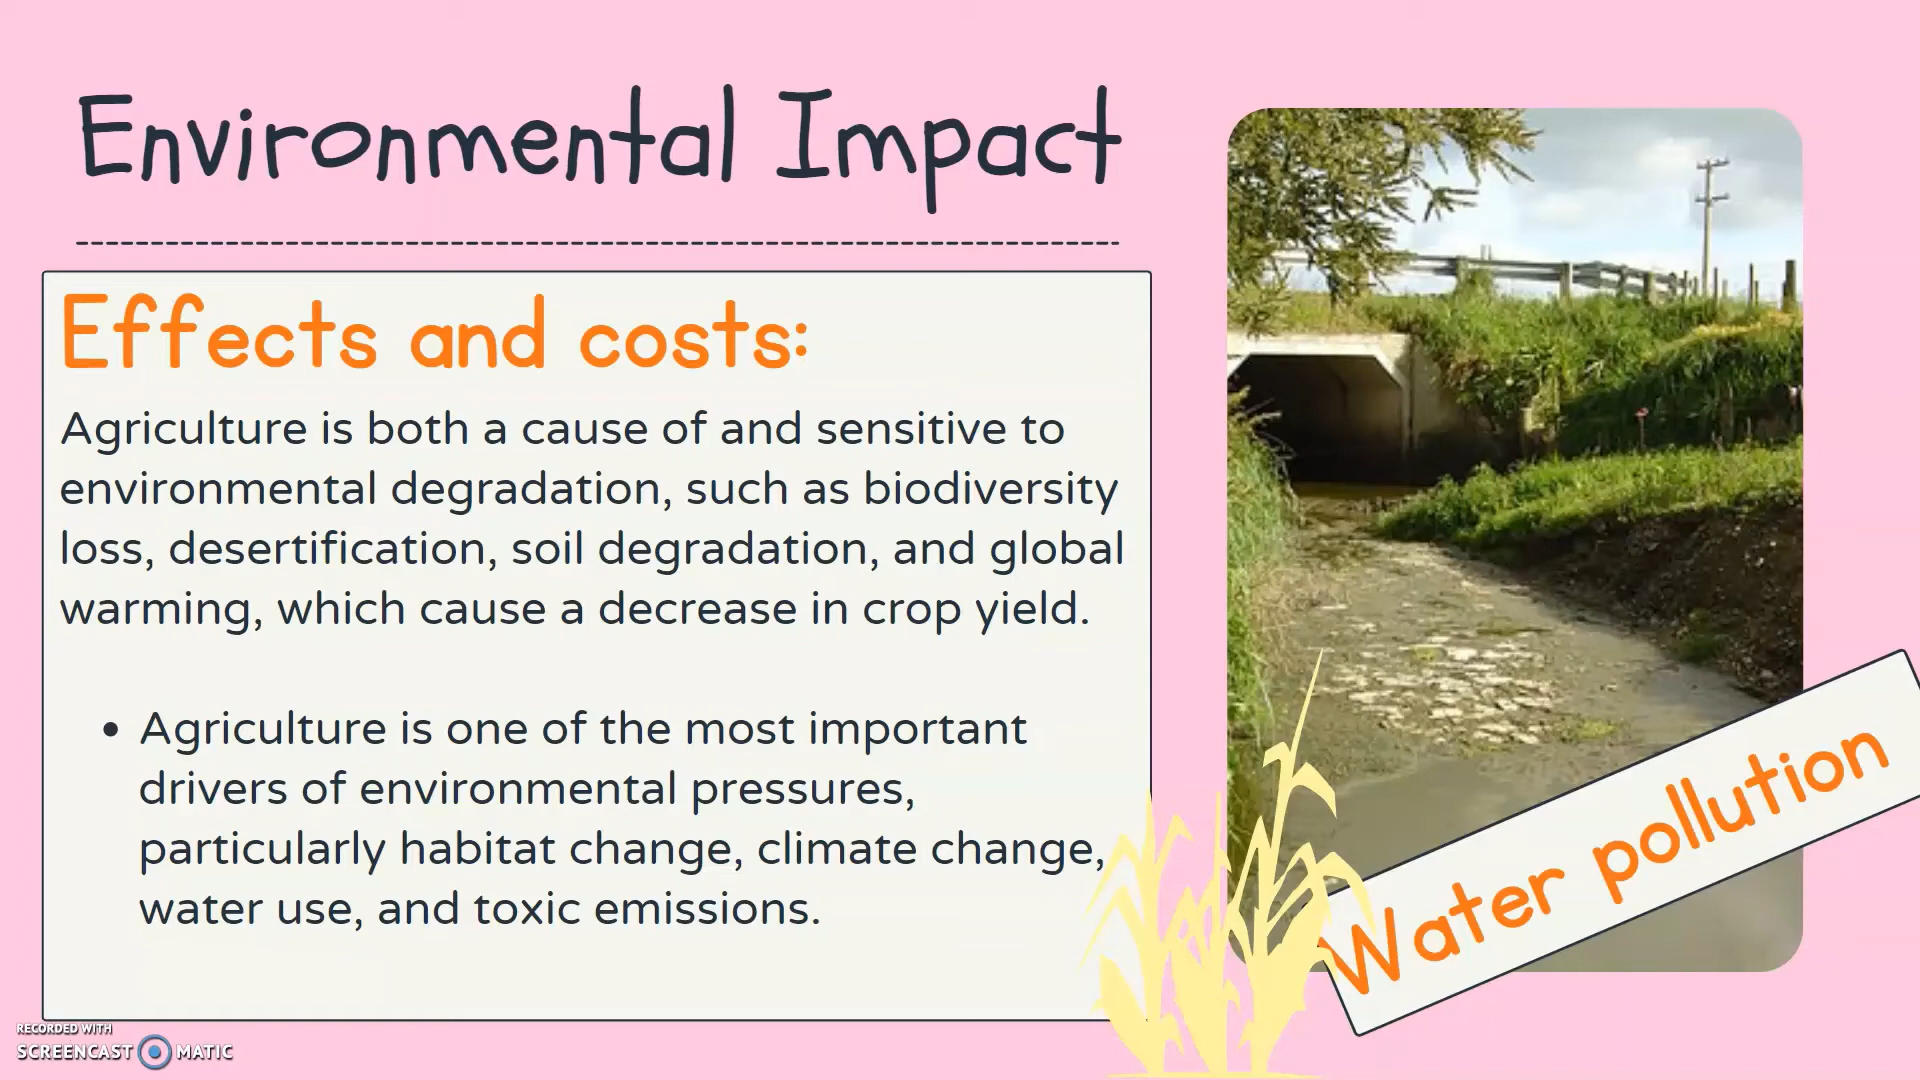 Environmental Impact
Effects and costs:
Agriculture is both a cause of and sensitive to
environmental degradation, such as biodiversity
loss, desertification, soil degradation, and global
warming, which cause a decrease in crop yield.
• Agriculture is one of the most important
drivers of environmental pressures,
particularly habitat change, climate change,
water use, and toxic emissions.
Water pollution
RECORDED WITH
SCREENCAST MATIC